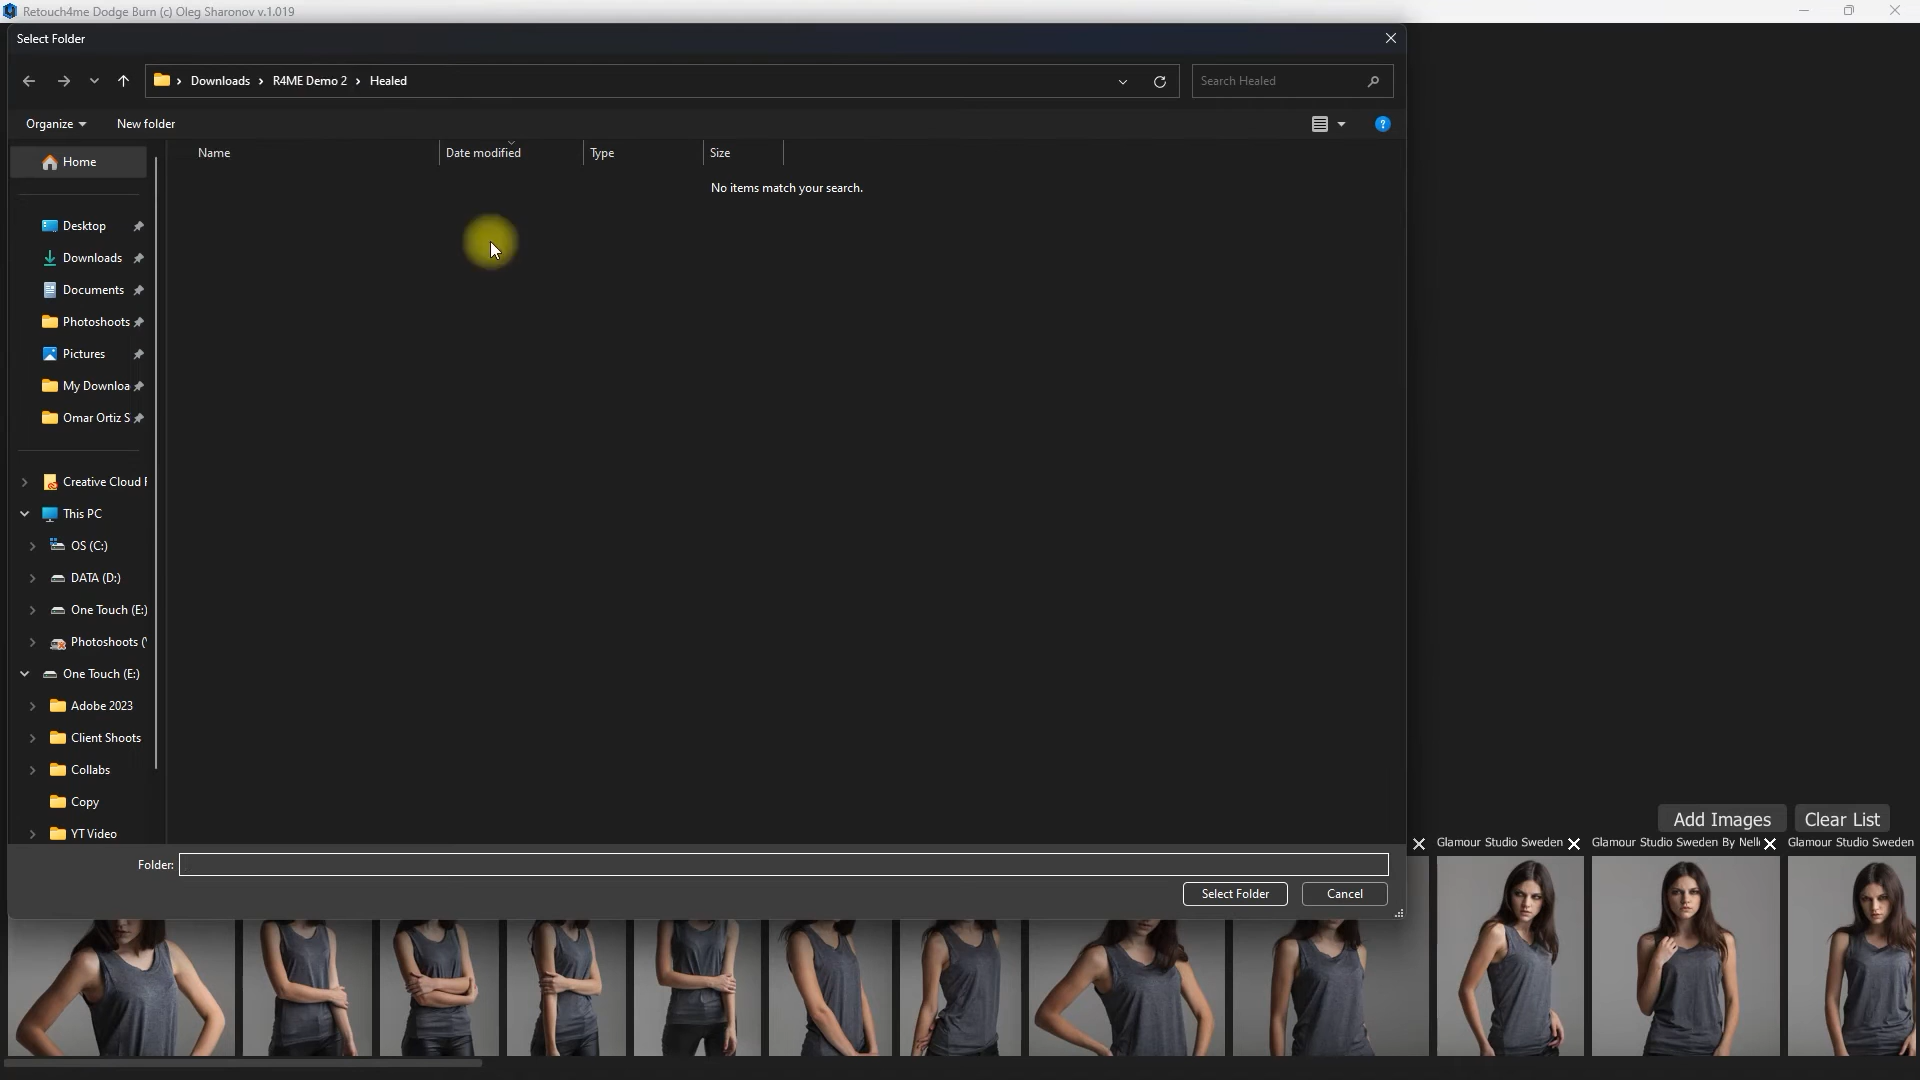 Retouch4me Dodge Burn (c) Oleg Sharonov v.1.019
Select Folder
Downloads > R4ME Demo 2 > Healed
Search Healed
Organize
New folder
?
Name
Date modified
Type
Size
No items match your search.
Home
Desktop
Downloads
Documents
Photoshoots
Pictures
My Downloa
Omar Ortiz S
Creative Cloud F
This PC
OS (C:)
DATA (D:)
One Touch (E:)
Photoshoots (
One Touch (E:)
Adobe 2023
Client Shoots
Collabs
Copy
YT Video
Folder:
Select Folder
Cancel
Add Images
Clear List
Glamour Studio Sweden
Glamour Studio Sweden By Nell
Glamour Studio Sweden